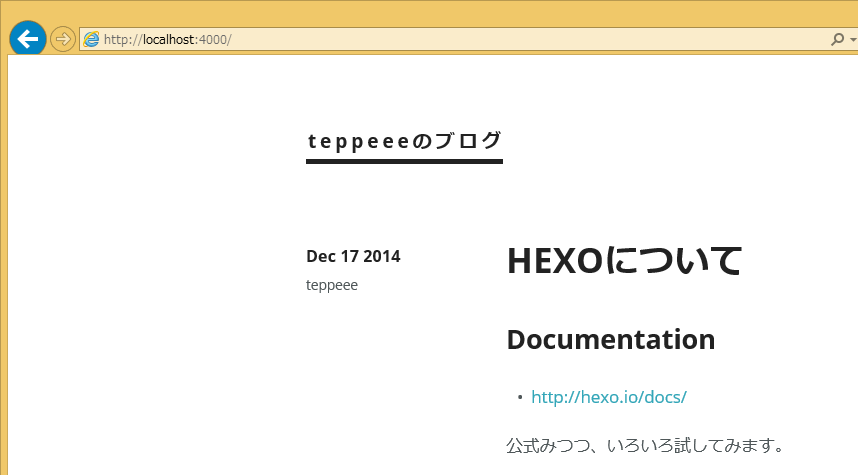 http://localhost:4000/
teppeeeのブログ
Dec 17 2014
teppeee
HEXOについて
Documentation
• http://hexo.io/docs/
公式みつつ、いろいろ試してみます。